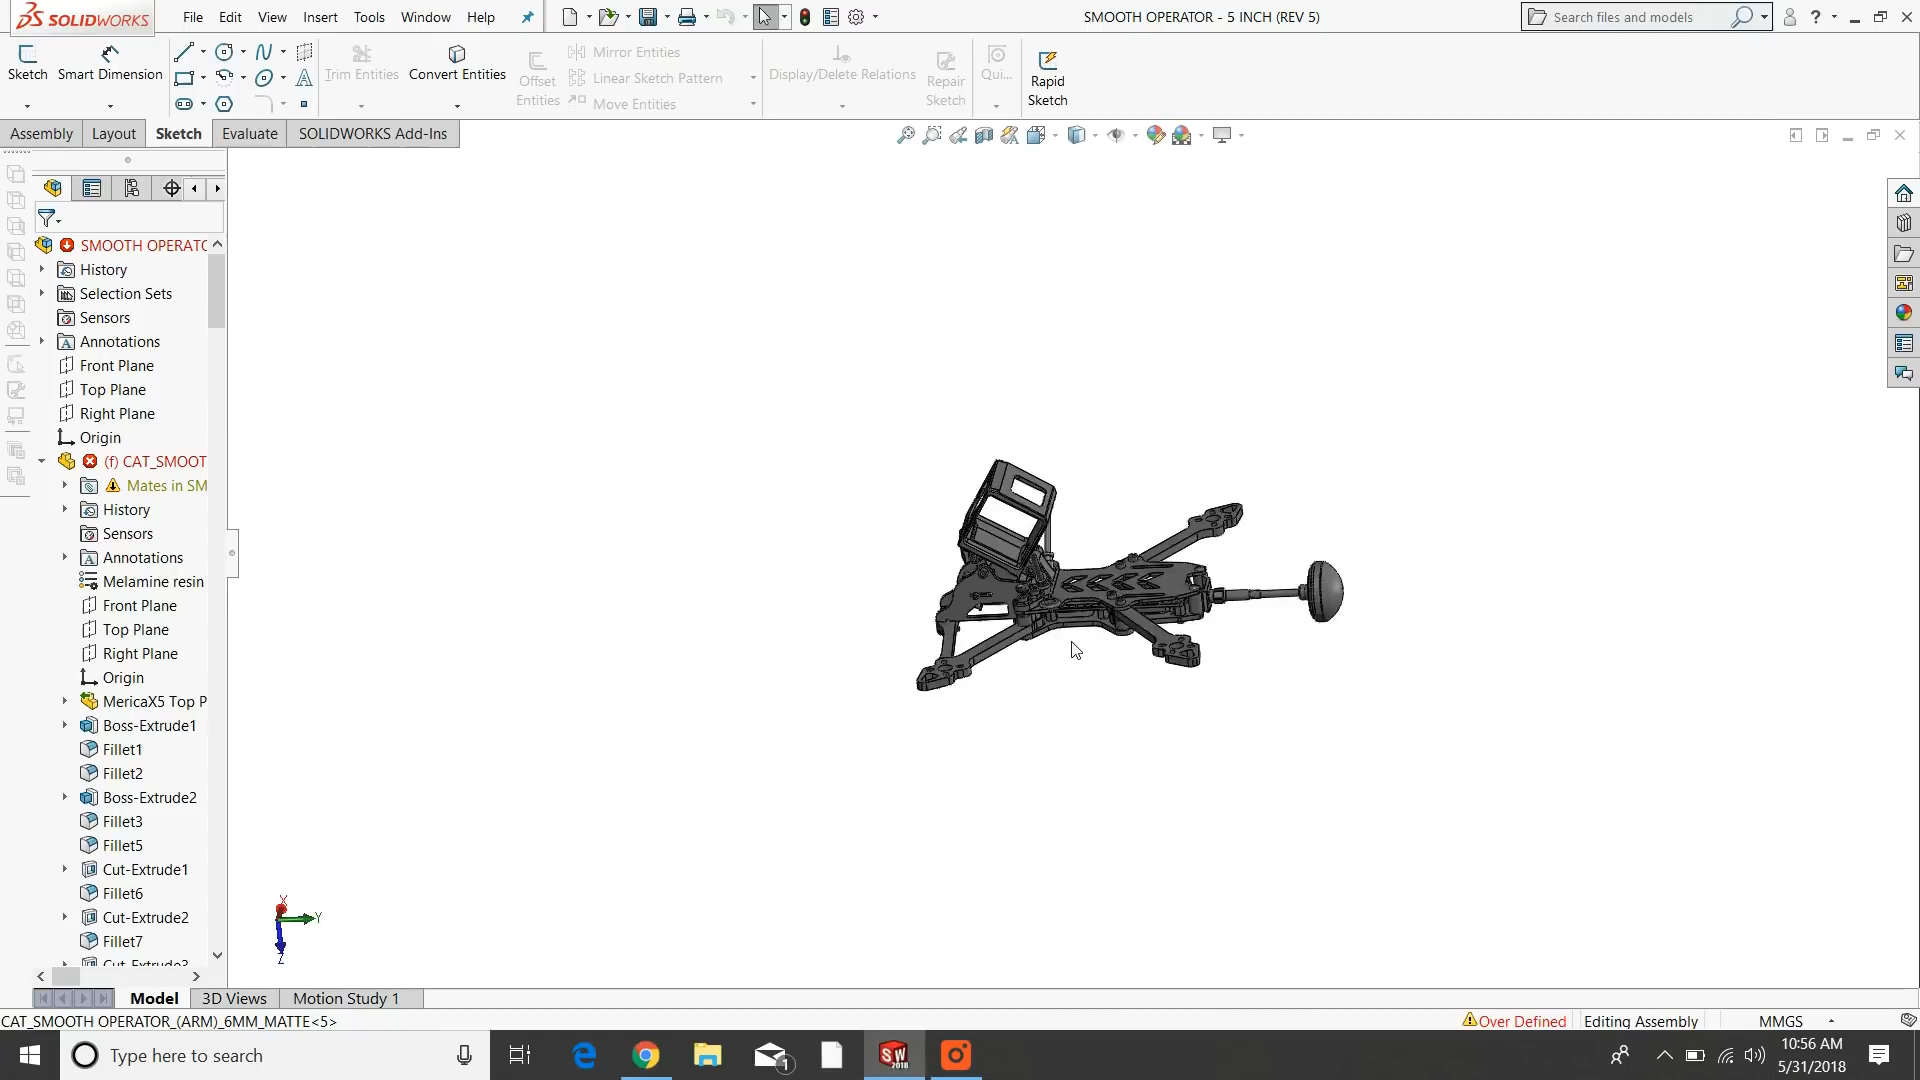 SOLIDWORKS
File Edit View Insert Tools Window Help
SMOOTH OPERATOR - 5 INCH (REV 5)
Search files and models
?
Sketch
Smart Dimension
Trim Entities
Convert Entities
Offset
Entities
Mirror Entities
Linear Sketch Pattern
Move Entities
Display/Delete Relations
Repair
Sketch
Qui...
Rapid
Sketch
Assembly Layout Sketch Evaluate SOLIDWORKS Add-Ins
SMOOTH OPERATO
History
Selection Sets
Sensors
Annotations
Front Plane
Top Plane
Right Plane
Origin
(f) CAT_SMOOT
Mates in SM
History
Sensors
Annotations
Melamine resin
Front Plane
Top Plane
Right Plane
Origin
MericaX5 Top P
Boss-Extrude1
Fillet1
Fillet2
Boss-Extrude2
Fillet3
Fillet5
Cut-Extrude1
Fillet6
Cut-Extrude2
Fillet7
Cut-Extrude3
X
Y
Z
Model 3D Views Motion Study 1
CAT_SMOOTH OPERATOR_(ARM)_6MM_MATTE<5>
Over Defined Editing Assembly MMGS
Type here to search
1
SW
2018
10:56 AM
5/31/2018